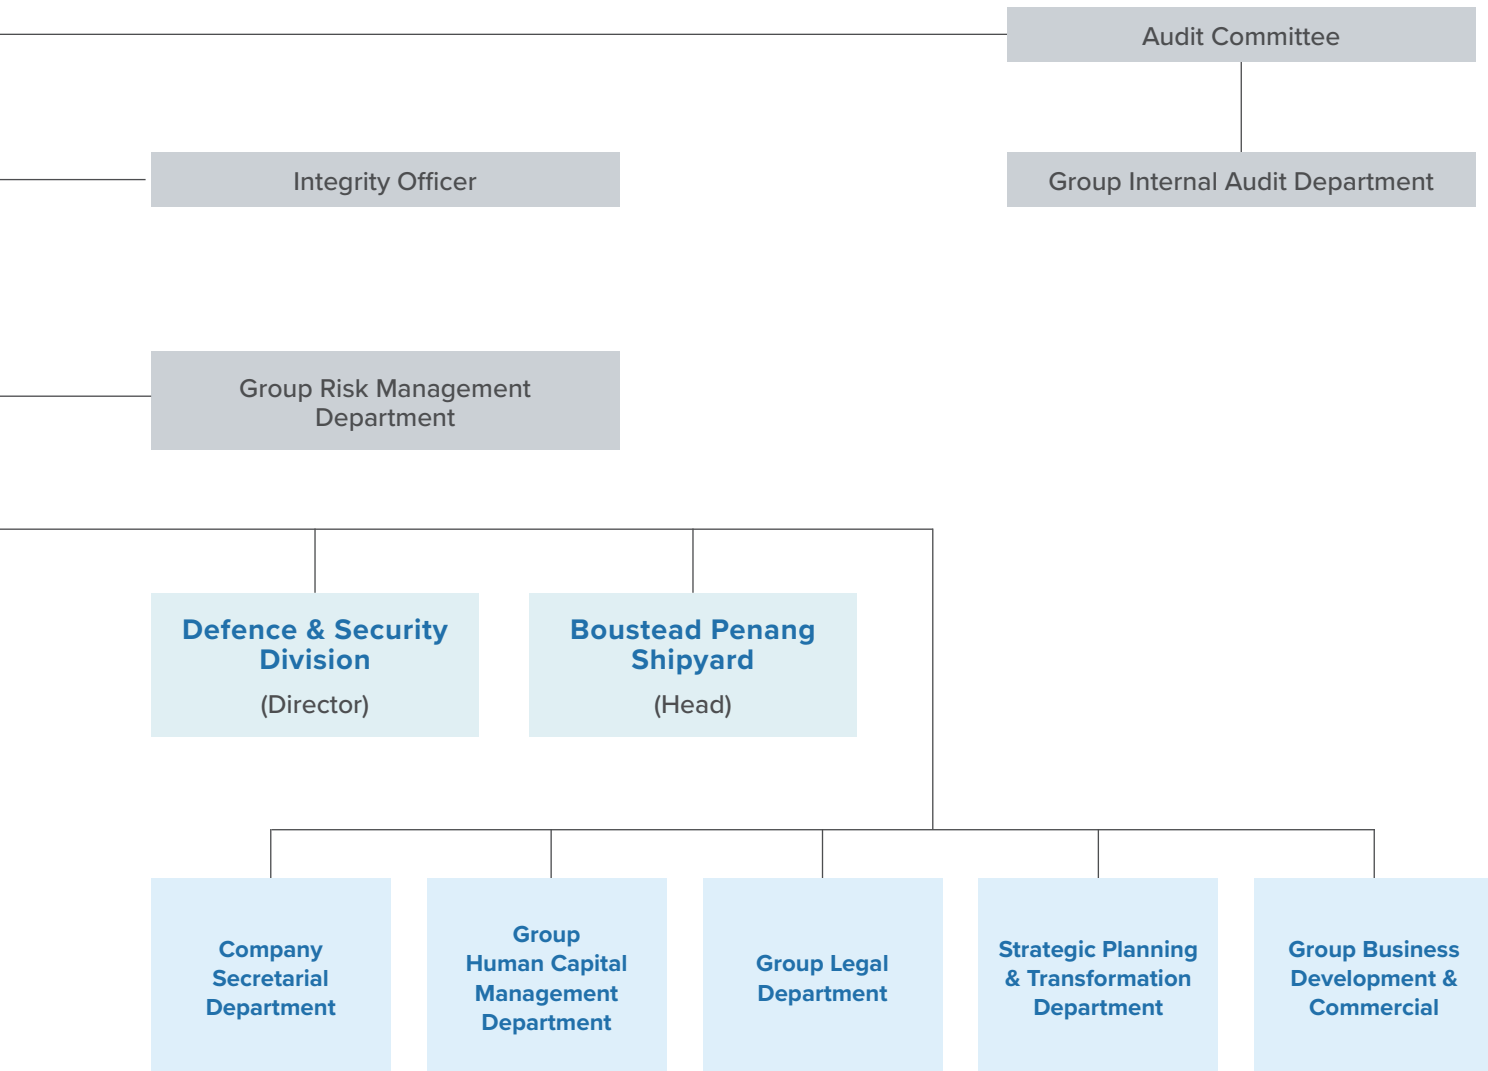 Audit Committee
Integrity Officer
Group Internal Audit Department
Group Risk Management
Department
Defence & Security
Division
(Director)
Boustead Penang
Shipyard
(Head)
Company
Secretarial
Department
Group
Human Capital
Management
Department
Group Legal
Department
Strategic Planning
& Transformation
Department
Group Business
Development &
Commercial